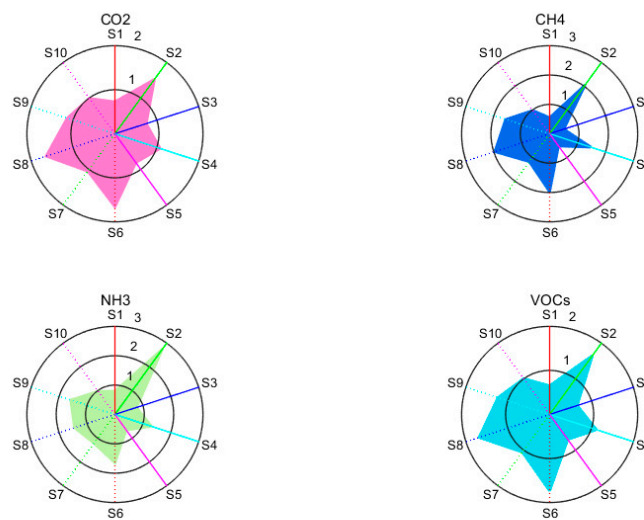 CO2
S1 2
S10 S2
1
S9 S3
S8 S4
S7 S5
S6
CH4
S1 3
S10 S2
2
1
S9 S
S8 S
S7 S5
S6
NH3
S1 3
S10 S2
2
1
S9 S3
S8 S4
S7 S5
S6
VOCs
S1 2
S10 S2
1
S9 S
S8 S
S7 S5
S6